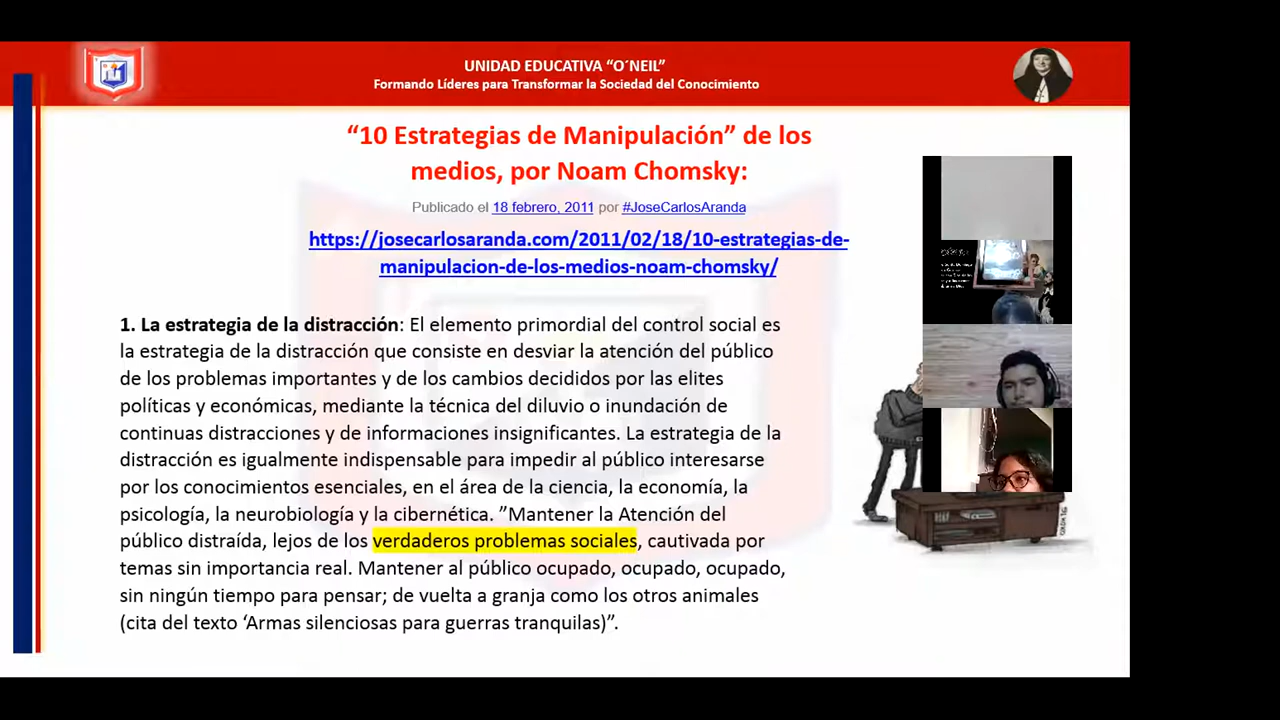 UNIDAD EDUCATIVA “O´NEIL”
Formando Líderes para Transformar la Sociedad del Conocimiento
“10 Estrategias de Manipulación” de los
medios, por Noam Chomsky:
Publicado el 18 febrero, 2011 por #JoseCarlosAranda
https://josecarlosaranda.com/2011/02/18/10-estrategias-de-
manipulacion-de-los-medios-noam-chomsky/
1. La estrategia de la distracción: El elemento primordial del control social es
la estrategia de la distracción que consiste en desviar la atención del público
de los problemas importantes y de los cambios decididos por las elites
políticas y económicas, mediante la técnica del diluvio o inundación de
continuas distracciones y de informaciones insignificantes. La estrategia de la
distracción es igualmente indispensable para impedir al público interesarse
por los conocimientos esenciales, en el área de la ciencia, la economía, la
psicología, la neurobiología y la cibernética. ”Mantener la Atención del
público distraída, lejos de los verdaderos problemas sociales, cautivada por
temas sin importancia real. Mantener al público ocupado, ocupado, ocupado,
sin ningún tiempo para pensar; de vuelta a granja como los otros animales
(cita del texto ‘Armas silenciosas para guerras tranquilas)”.